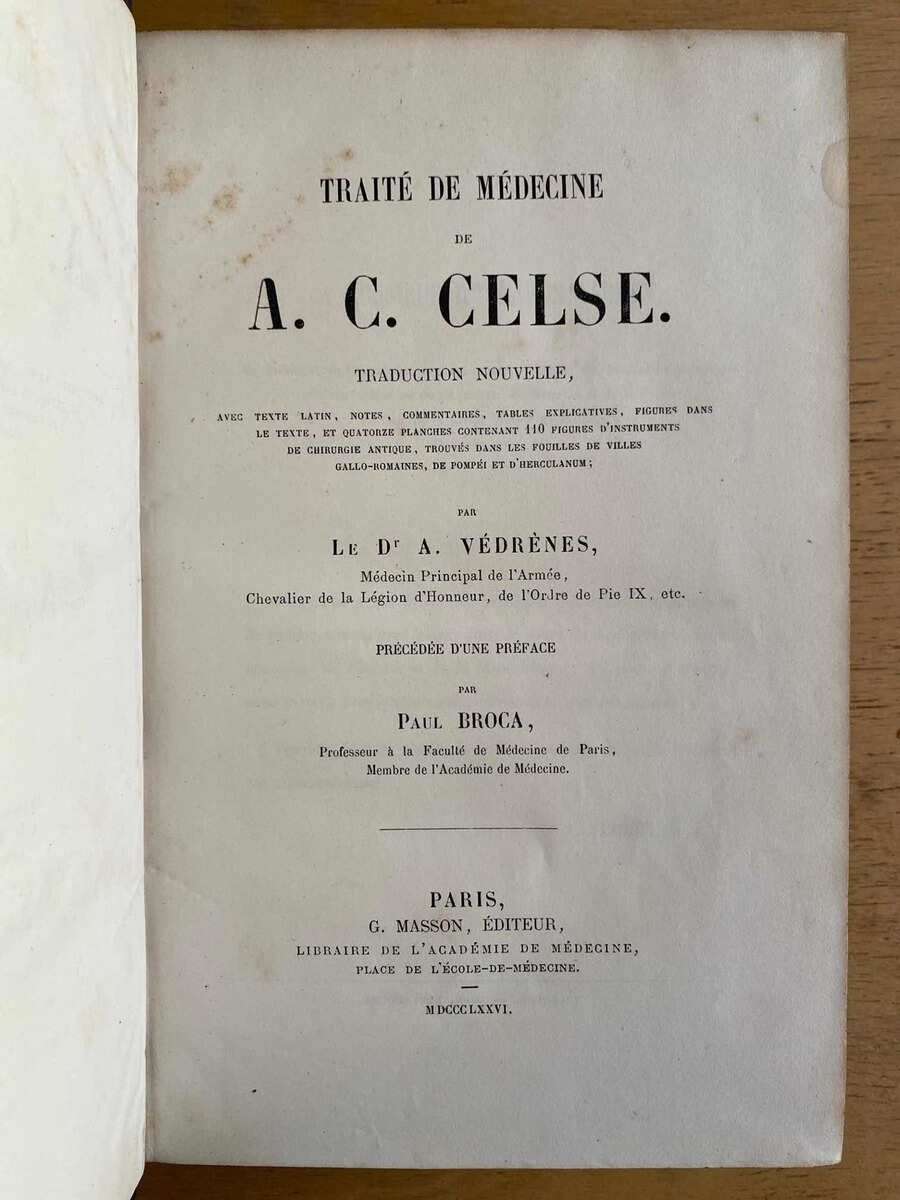 TRAITÉ DE MÉDECINE
DE
A. C. CELSE.
TRADUCTION NOUVELLE,
AVEC TEXTE LATIN, NOTES, COMMENTAIRES, TABLES EXPLICATIVES, FIGURES DANS
LE TEXTE, ET QUATORZE PLANCHES CONTENANT 110 FIGURES D'INSTRUMENTS
DE CHIRURGIE ANTIQUE, TROUVÉS DANS LES FOUILLES DE VILLES
GALLO-ROMAINES, DE POMPÉI ET D'HERCULANUM;
PAR
LE Dr A. VÉDRÈNES,
Médecin Principal de l'Armée,
Chevalier de la Légion d'Honneur, de l'Ordre de Pie IX, etc.
PRÉCÉDÉE D'UNE PRÉFACE
PAR
PAUL BROCA,
Professeur à la Faculté de Médecine de Paris,
Membre de l'Académie de Médecine.
PARIS,
G. MASSON, ÉDITEUR,
LIBRAIRE DE L'ACADÉMIE DE MÉDECINE,
PLACE DE L'ÉCOLE-DE-MÉDECINE.
MDCCCLXXVI.